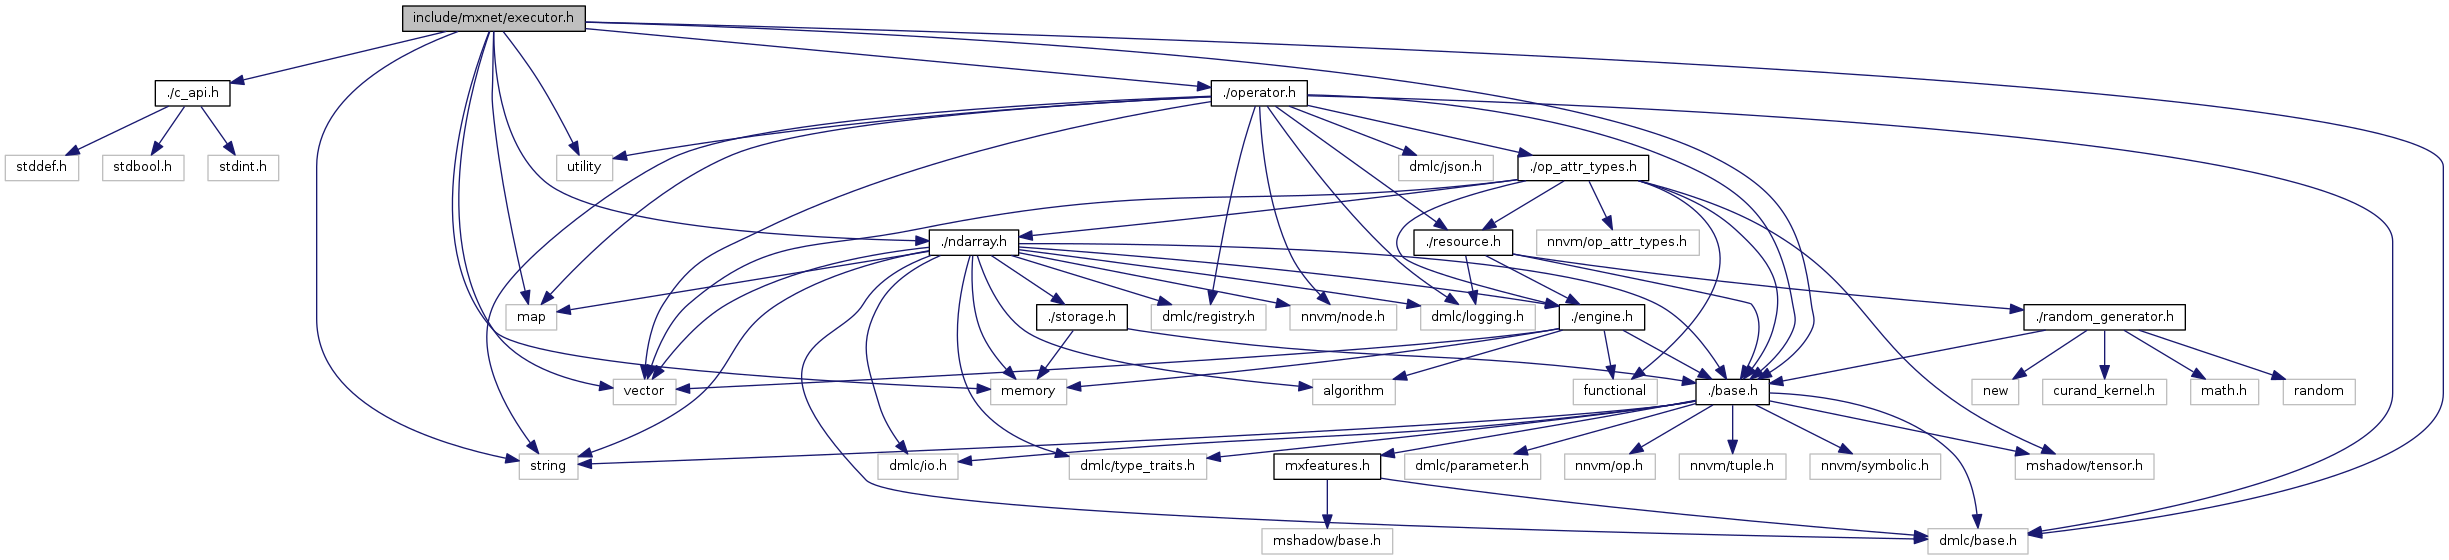 include/mxnet/executor.h
./c_api.h
./operator.h
stddef.h
stdbool.h
stdint.h
utility
dmlc/json.h
./op_attr_types.h
./ndarray.h
./resource.h
nnvm/op_attr_types.h
map
./storage.h
dmlc/registry.h
nnvm/node.h
dmlc/logging.h
./engine.h
./random_generator.h
vector
memory
algorithm
functional
./base.h
new
curand_kernel.h
math.h
random
string
dmlc/io.h
dmlc/type_traits.h
mxfeatures.h
dmlc/parameter.h
nnvm/op.h
nnvm/tuple.h
nnvm/symbolic.h
mshadow/tensor.h
mshadow/base.h
dmlc/base.h